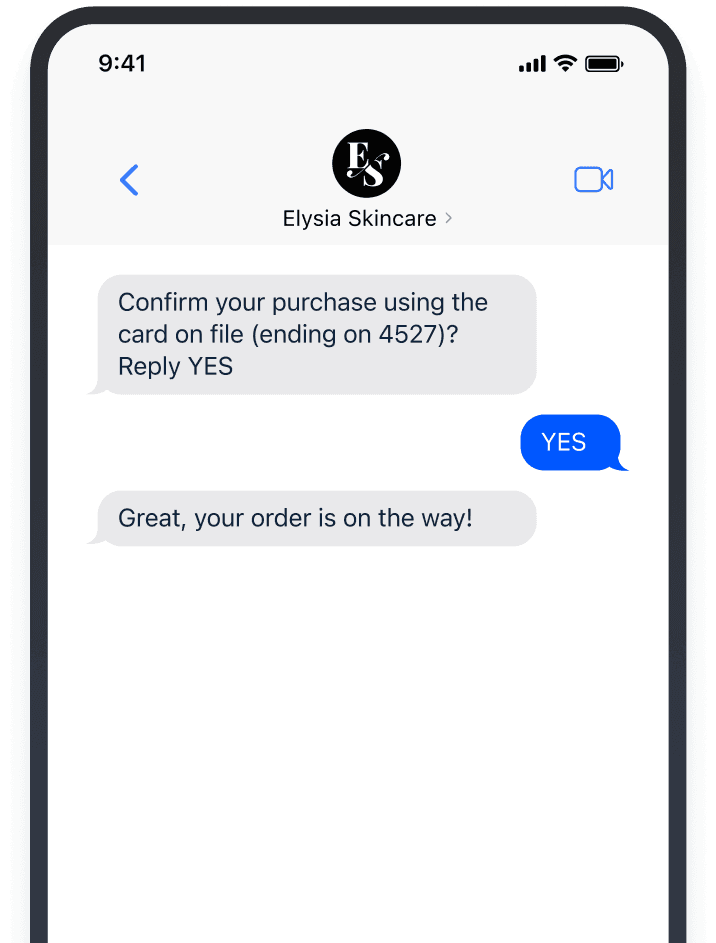 9:41
ES
Elysia Skincare
Confirm your purchase using the
card on file (ending on 4527)?
Reply YES
YES
Great, your order is on the way!